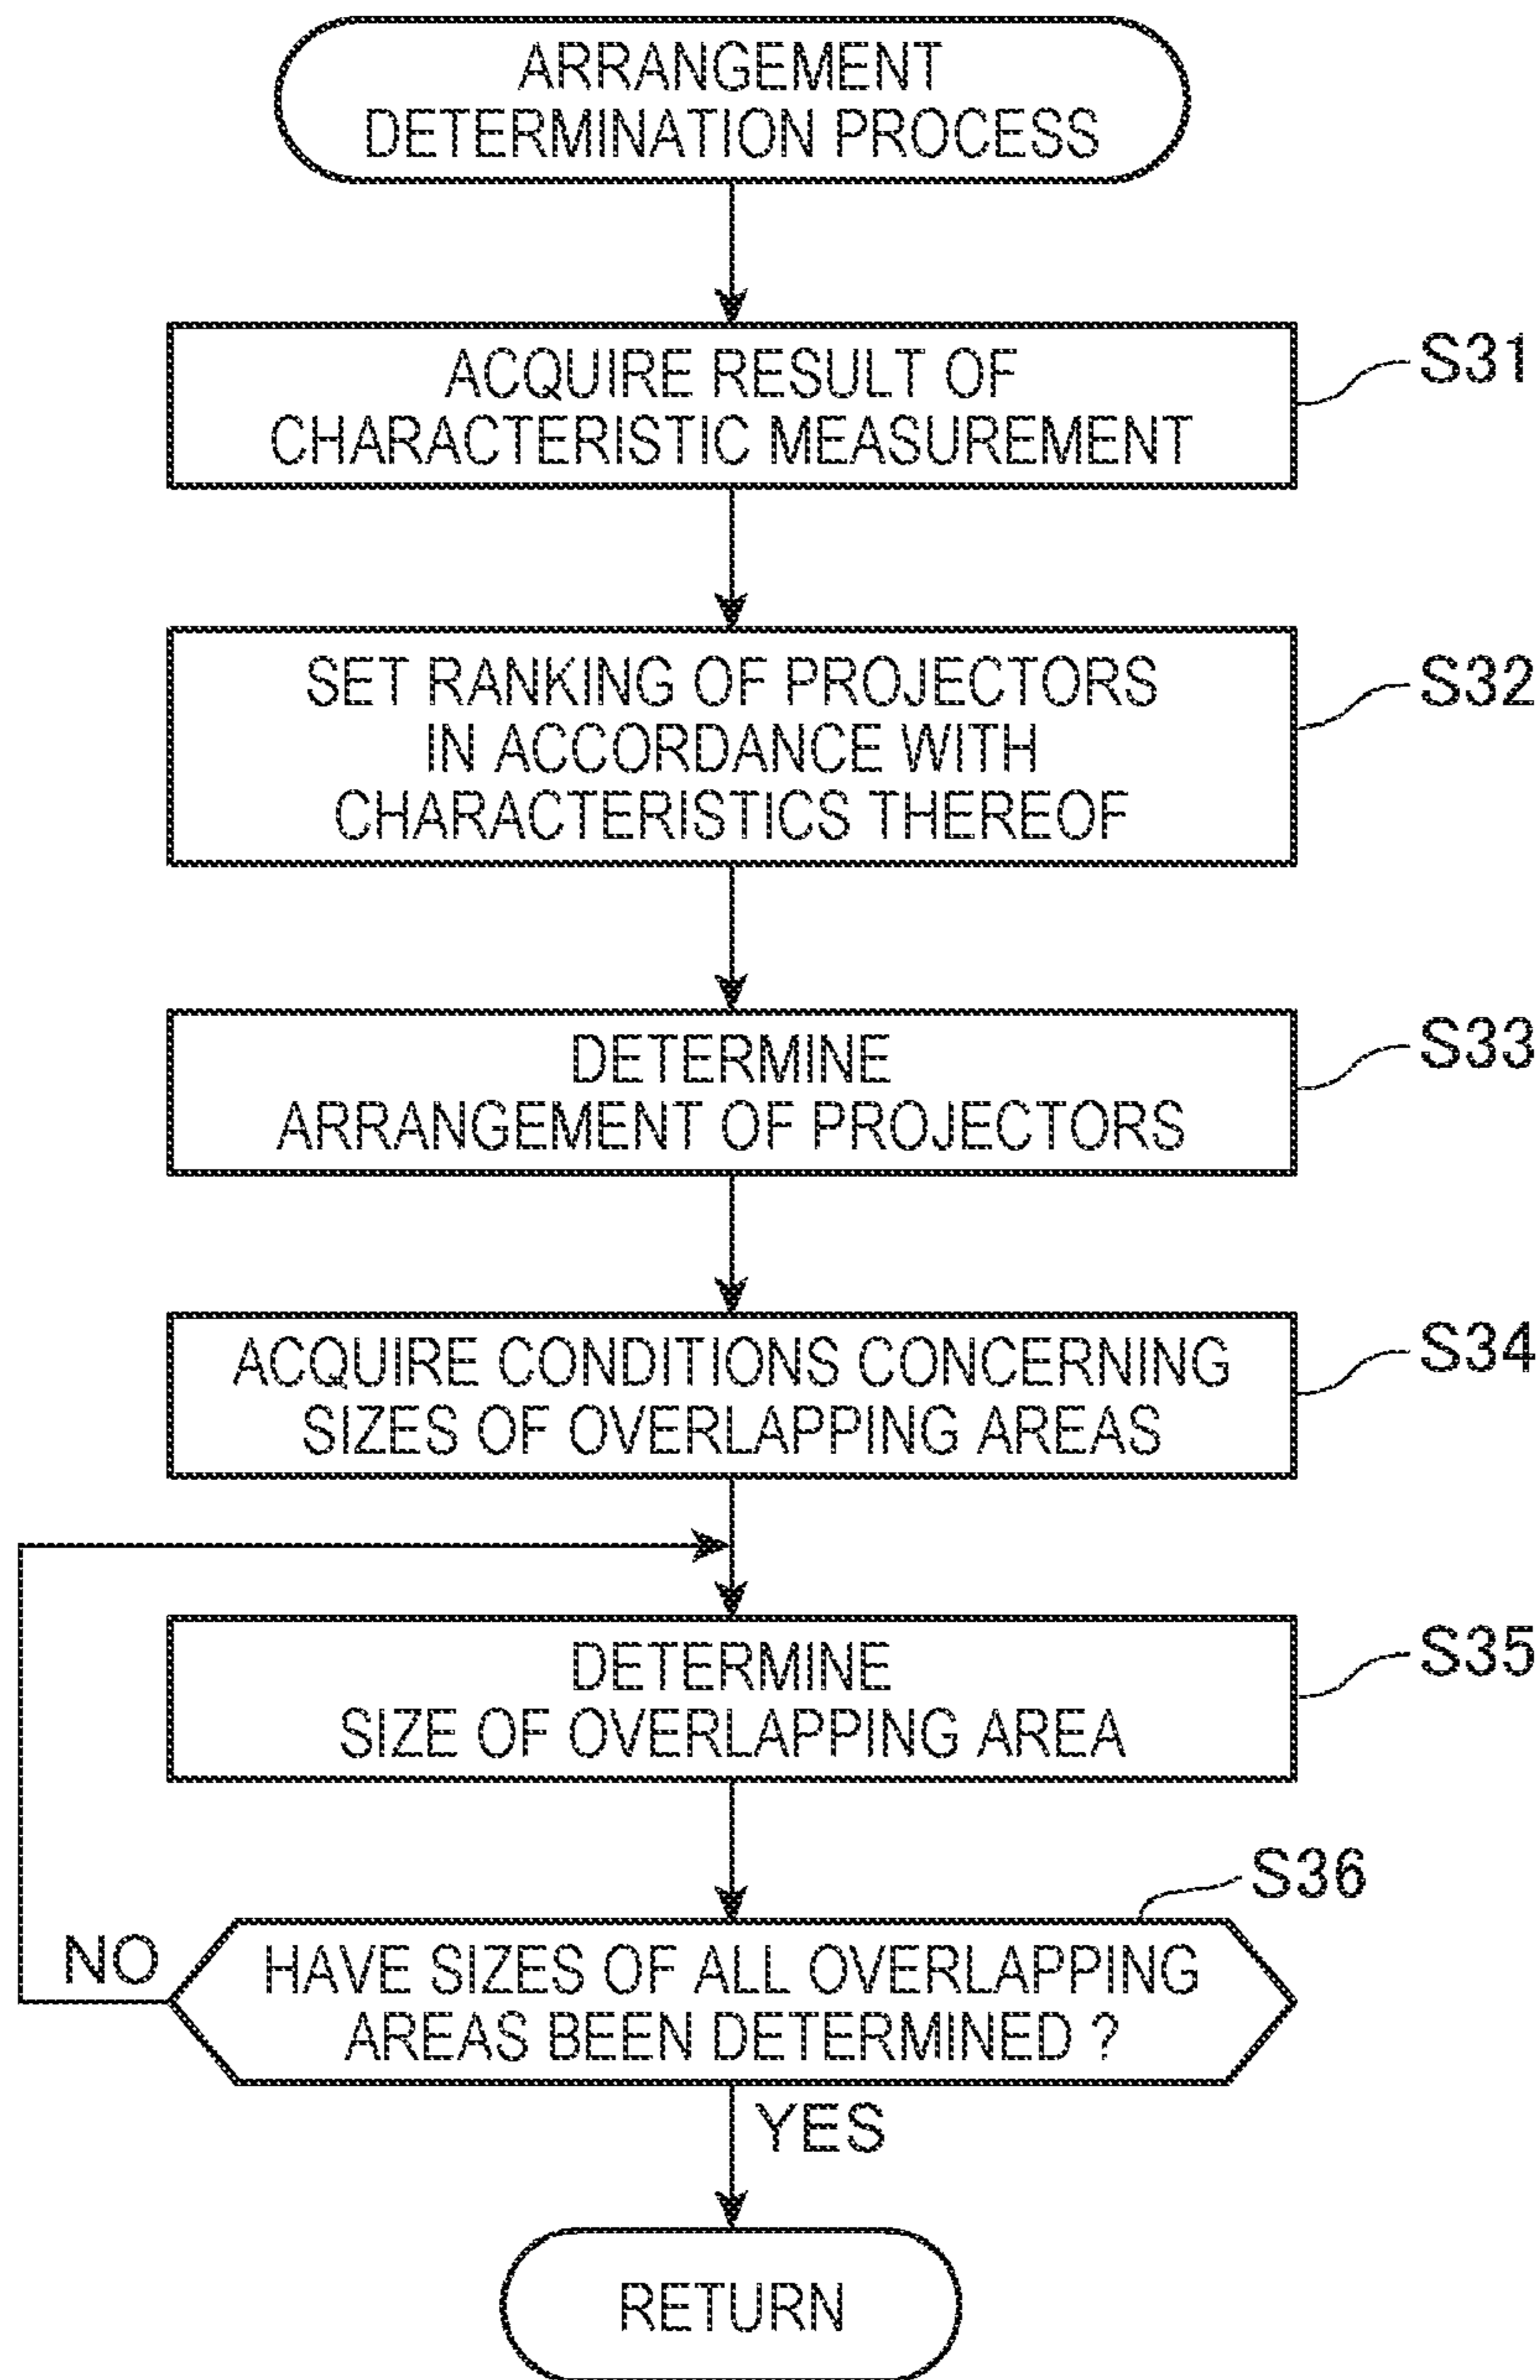 ARRANGEMENT
DETERMINATION PROCESS
ACQUIRE RESULT OF
CHARACTERISTIC MEASUREMENT
S31
SET RANKING OF PROJECTORS
IN ACCORDANCE WITH
CHARACTERISTICS THEREOF
S32
DETERMINE
ARRANGEMENT OF PROJECTORS
S33
ACQUIRE CONDITIONS CONCERNING
SIZES OF OVERLAPPING AREAS
S34
DETERMINE
SIZE OF OVERLAPPING AREA
S35
S36
NO
HAVE SIZES OF ALL OVERLAPPING
AREAS BEEN DETERMINED ?
YES
RETURN